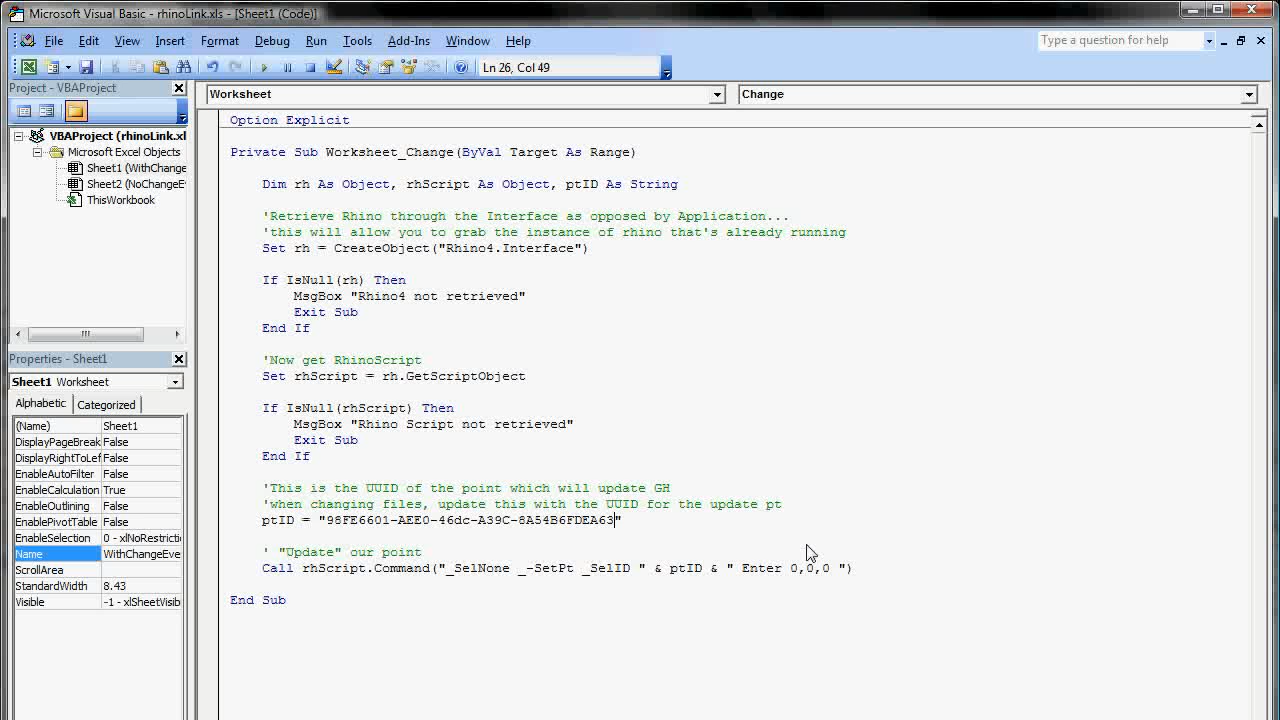 Microsoft Visual Basic - rhinoLink.xls - [Sheet1 (Code)]
File Edit View Insert Format Debug Run Tools Add-Ins Window Help
Type a question for help
Ln 26, Col 49
Project - VBAProject
VBAProject (rhinoLink.xl
Microsoft Excel Objects
Sheet1 (WithChange
Sheet2 (NoChangeE
ThisWorkbook
Properties - Sheet1
Sheet1 Worksheet
Alphabetic Categorized
(Name) Sheet1
DisplayPageBreak False
DisplayRightToLef False
EnableAutoFilter False
EnableCalculation True
EnableOutlining False
EnablePivotTable False
EnableSelection 0 - xlNoRestricti
Name WithChangeEve
ScrollArea
StandardWidth 8.43
Visible -1 - xlSheetVisib
Worksheet Change
Option Explicit
Private Sub Worksheet_Change(ByVal Target As Range)
Dim rh As Object, rhScript As Object, ptID As String
'Retrieve Rhino through the Interface as opposed by Application...
'this will allow you to grab the instance of rhino that's already running
Set rh = CreateObject("Rhino4.Interface")
If IsNull(rh) Then
MsgBox "Rhino4 not retrieved"
Exit Sub
End If
'Now get RhinoScript
Set rhScript = rh.GetScriptObject
If IsNull(rhScript) Then
MsgBox "Rhino Script not retrieved"
Exit Sub
End If
'This is the UUID of the point which will update GH
'when changing files, update this with the UUID for the update pt
ptID = "98FE6601-AEE0-46dc-A39C-8A54B6FDEA63"
' "Update" our point
Call rhScript.Command("_SelNone _-SetPt _SelID " & ptID & " Enter 0,0,0 ")
End Sub